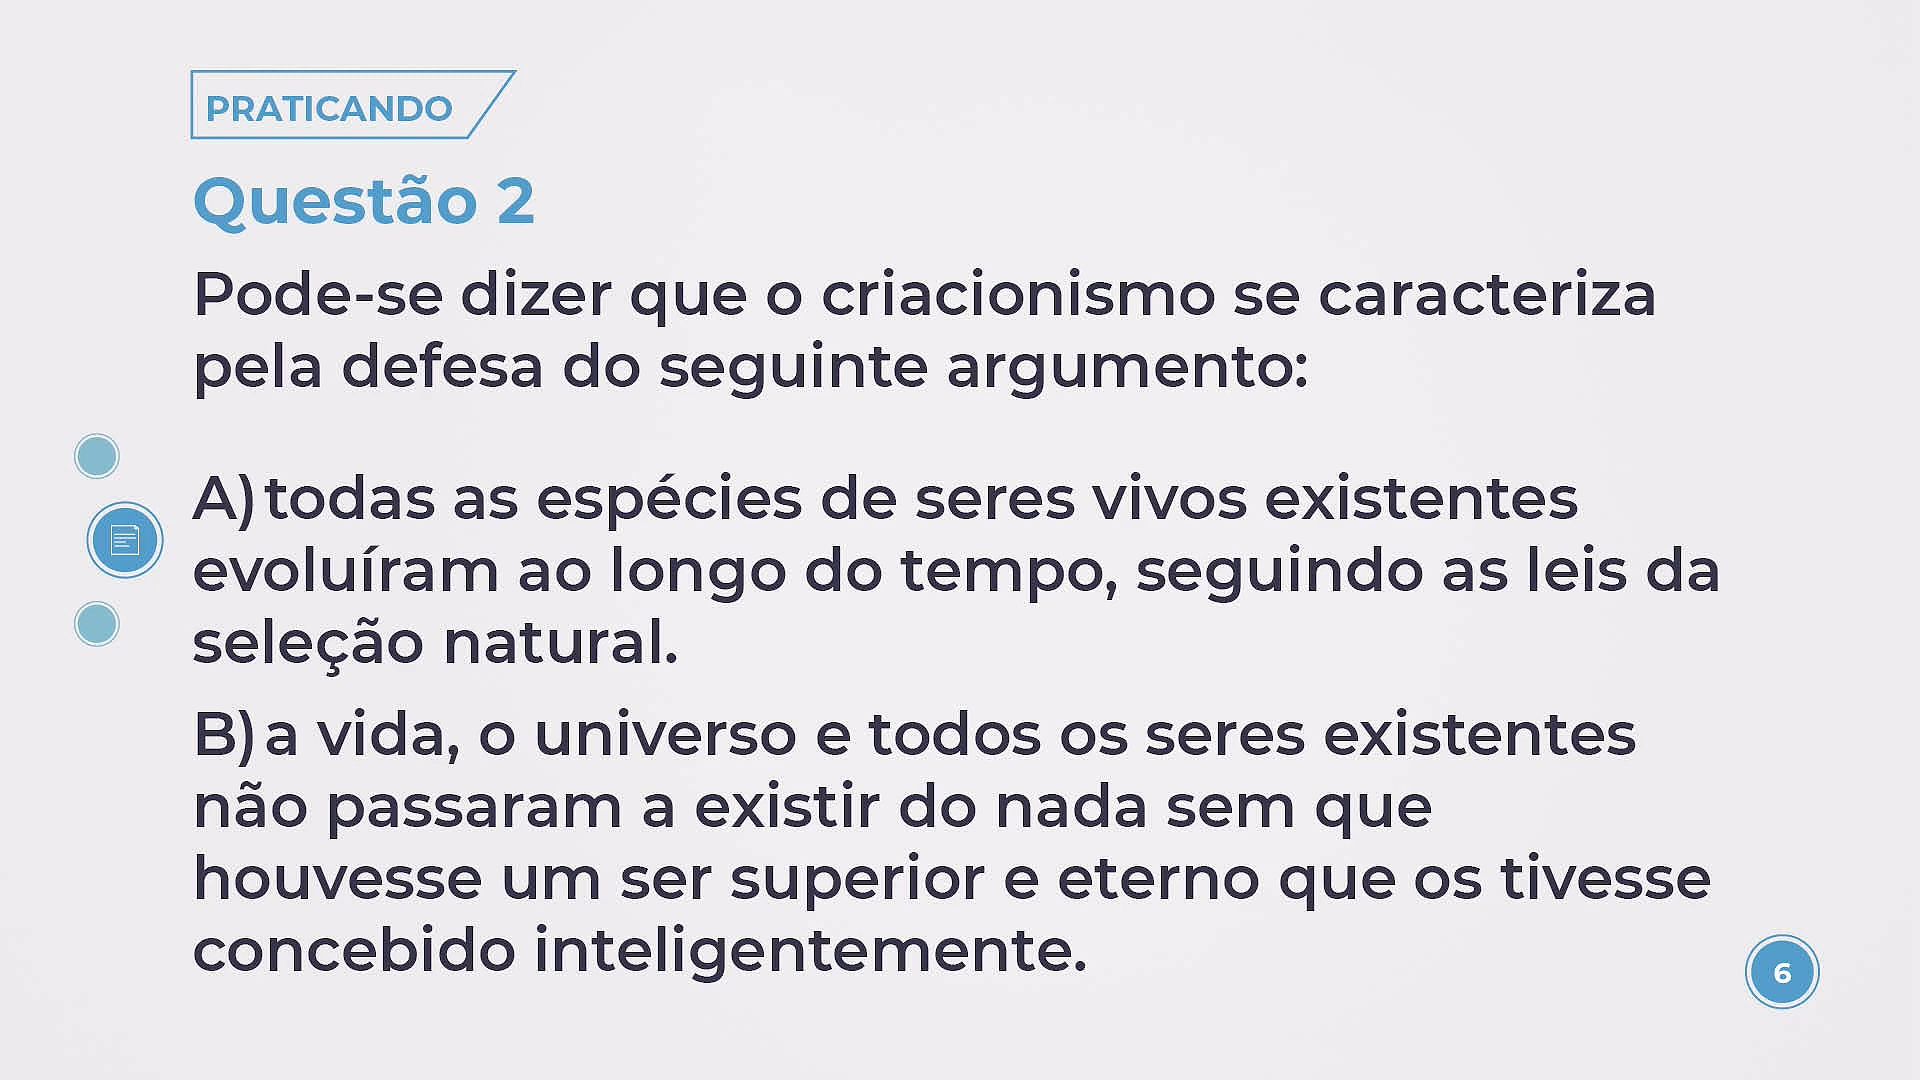 PRATICANDO
Questão 2
Pode-se dizer que o criacionismo se caracteriza
pela defesa do seguinte argumento:
A) todas as espécies de seres vivos existentes
evoluíram ao longo do tempo, seguindo as leis da
seleção natural.
B) a vida, o universo e todos os seres existentes
não passaram a existir do nada sem que
houvesse um ser superior e eterno que os tivesse
concebido inteligentemente.
6